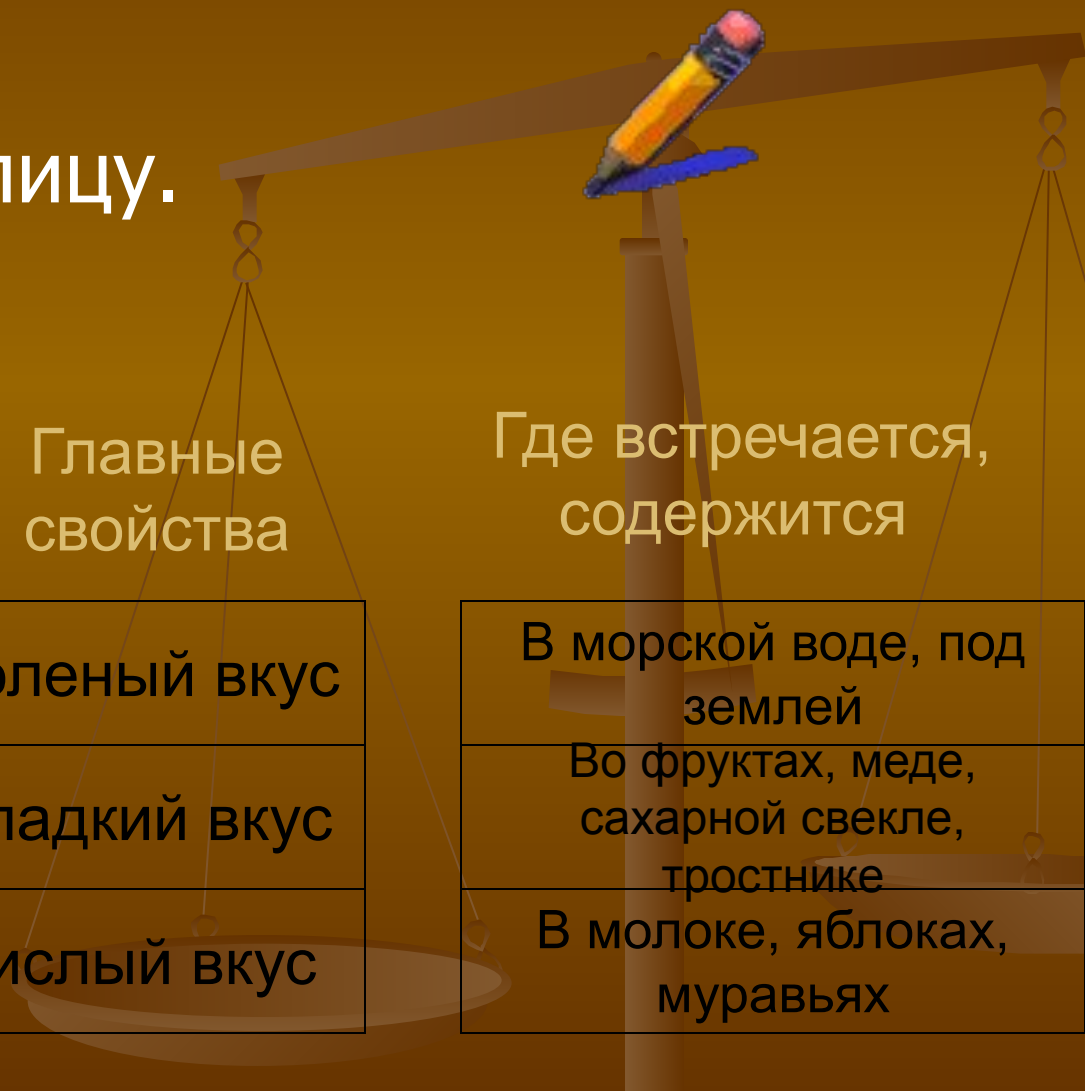 лицу.
Главные
свойства
Где встречается,
содержится
оленый вкус
В морской воде, под
землей
ладкий вкус
Во фруктах, меде,
сахарной свекле,
тростнике
ислый вкус
В молоке, яблоках,
муравьях